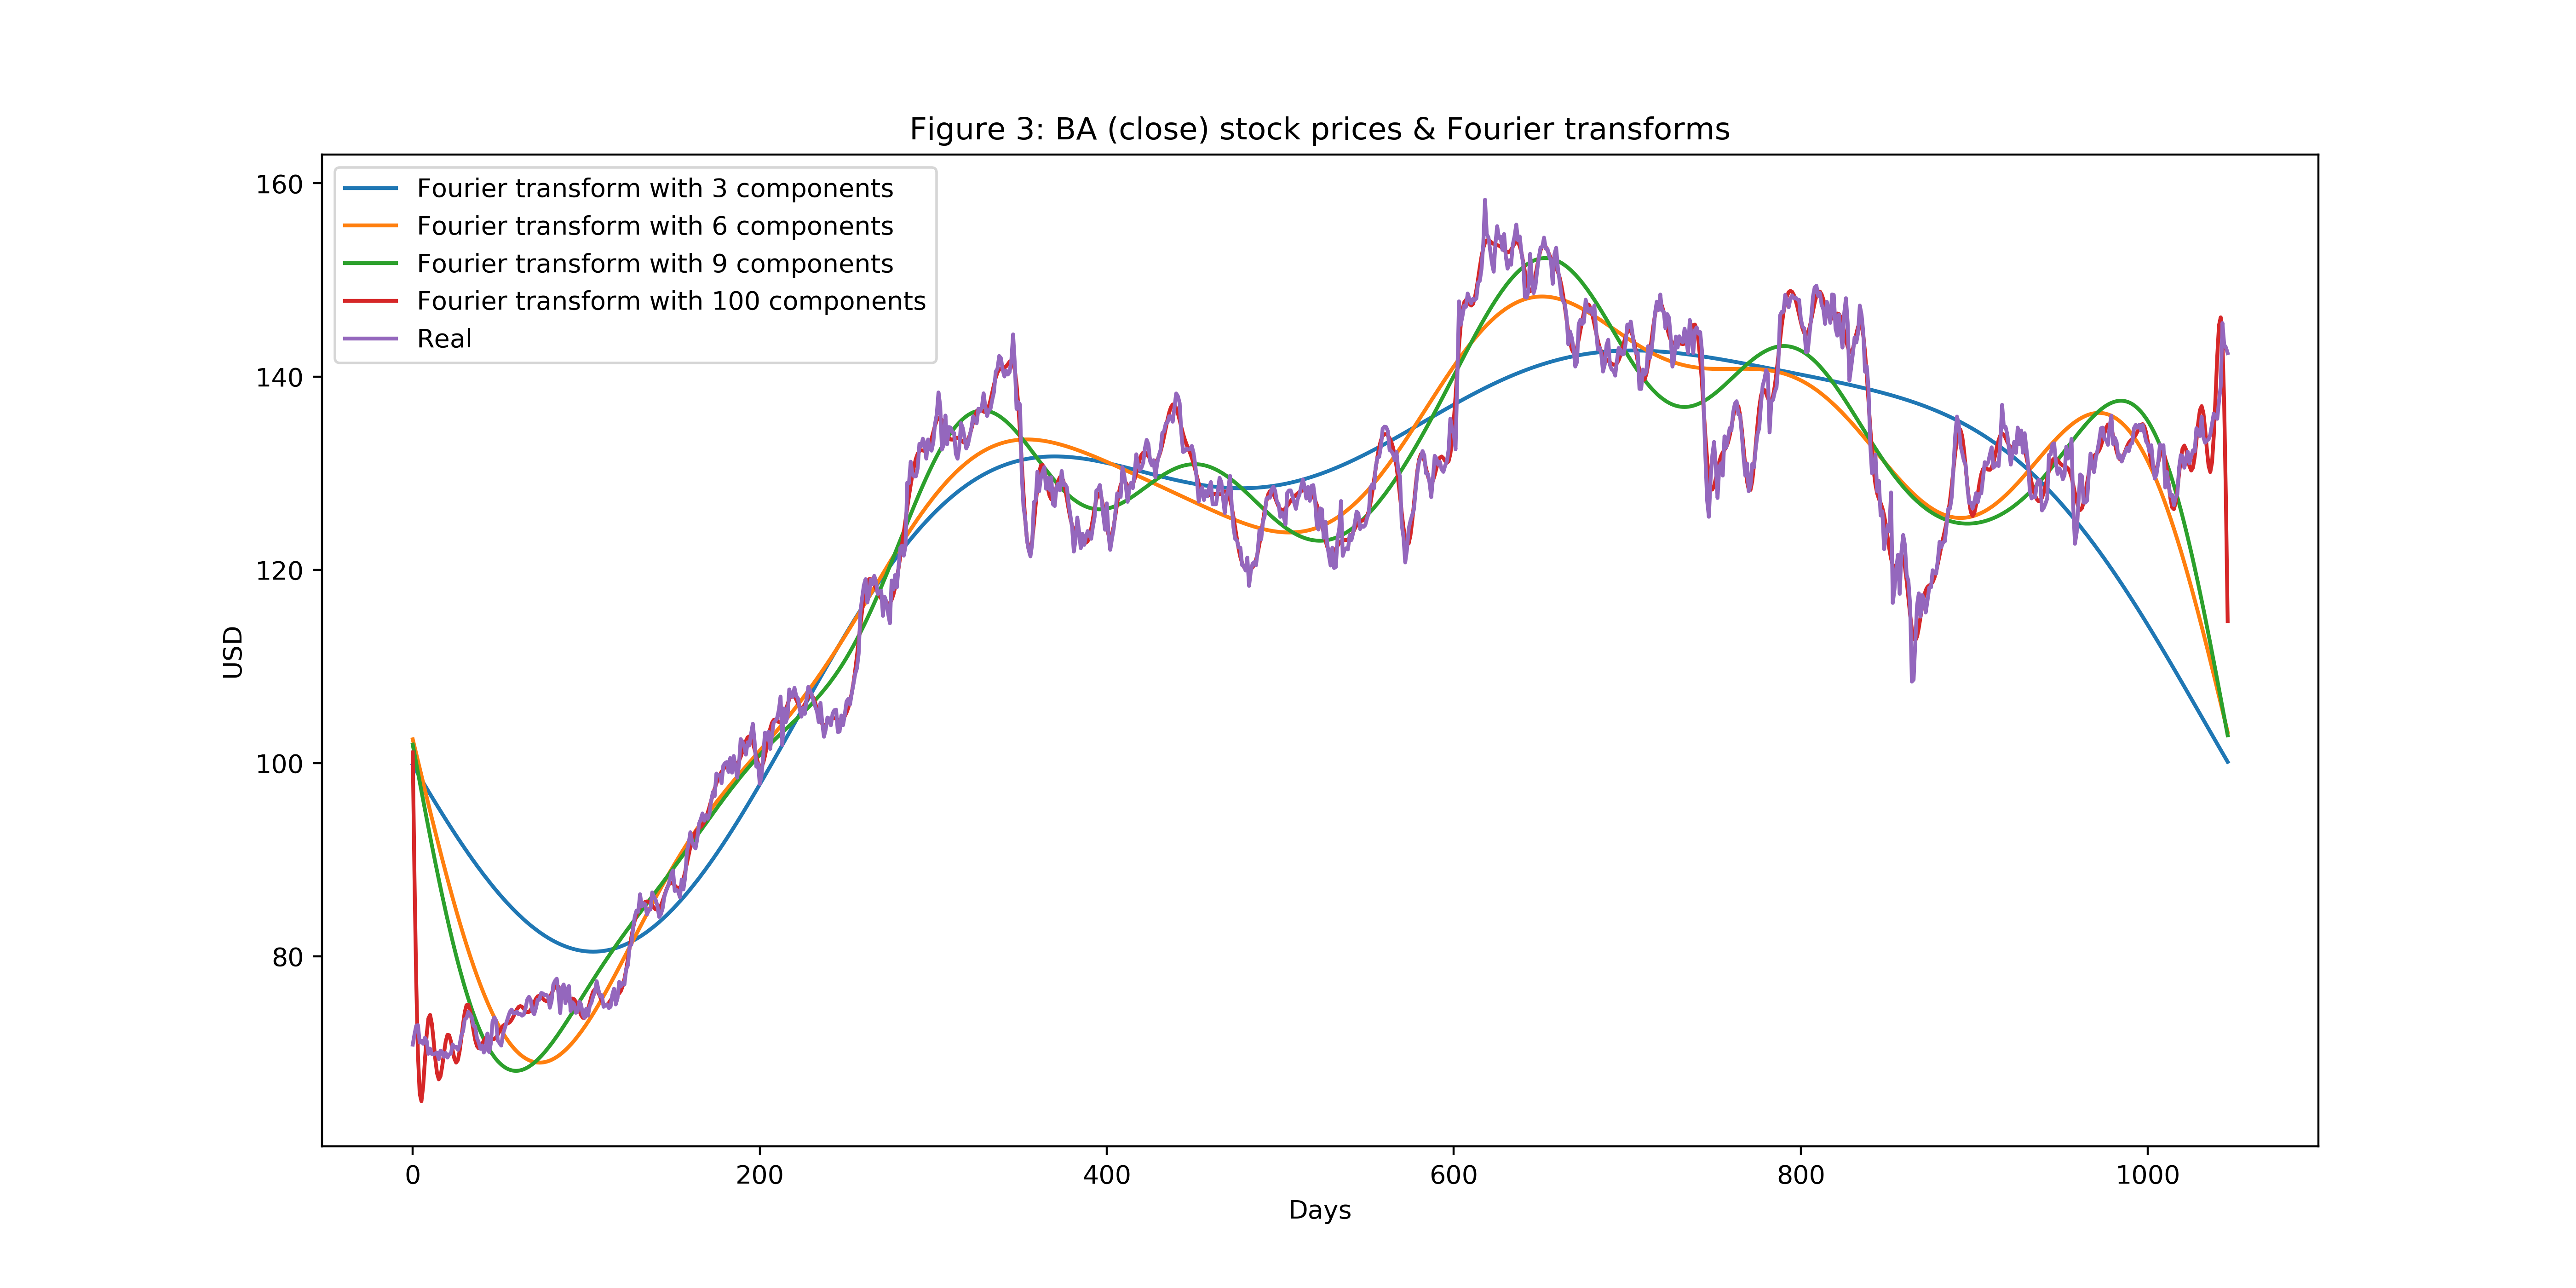 Figure 3: BA (close) stock prices & Fourier transforms
Fourier transform with 3 components
Fourier transform with 6 components
Fourier transform with 9 components
Fourier transform with 100 components
Real
160
140
120
100
80
USD
0
200
400
600
800
1000
Days